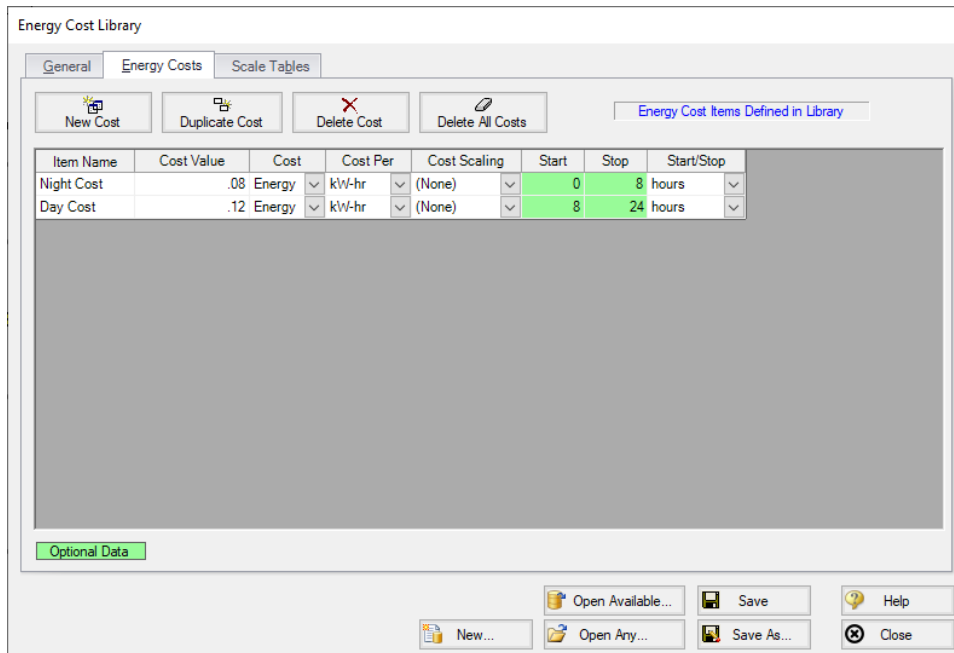 Energy Cost Library
General Energy Costs Scale Tables
New Cost Duplicate Cost Delete Cost Delete All Costs Energy Cost Items Defined in Library
Item Name Cost Value Cost Cost Per Cost Scaling Start Stop Start/Stop
Night Cost .08 Energy kW-hr (None) 0 8 hours
Day Cost .12 Energy kW-hr (None) 8 24 hours
Optional Data
Open Available... Save Help
New... Open Any... Save As... Close